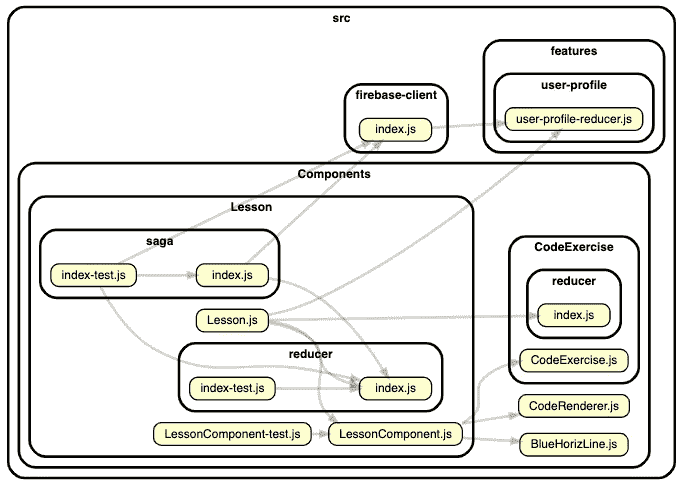 src
features
user-profile
firebase-client
index.js
user-profile-reducer.js
Components
Lesson
saga
CodeExercise
index-test.js
index.js
reducer
Lesson.js
index.js
reducer
CodeExercise.js
index-test.js
index.js
CodeRenderer.js
LessonComponent-test.js
LessonComponent.js
BlueHorizLine.js